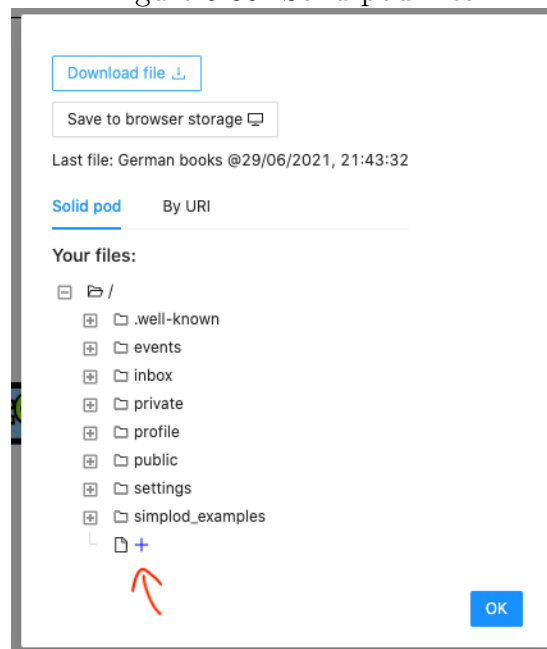 Download file
Save to browser storage
Last file: German books @29/06/2021, 21:43:32
Solid pod By URI
Your files:
/
.well-known
events
inbox
private
profile
public
settings
simplod_examples
+
OK